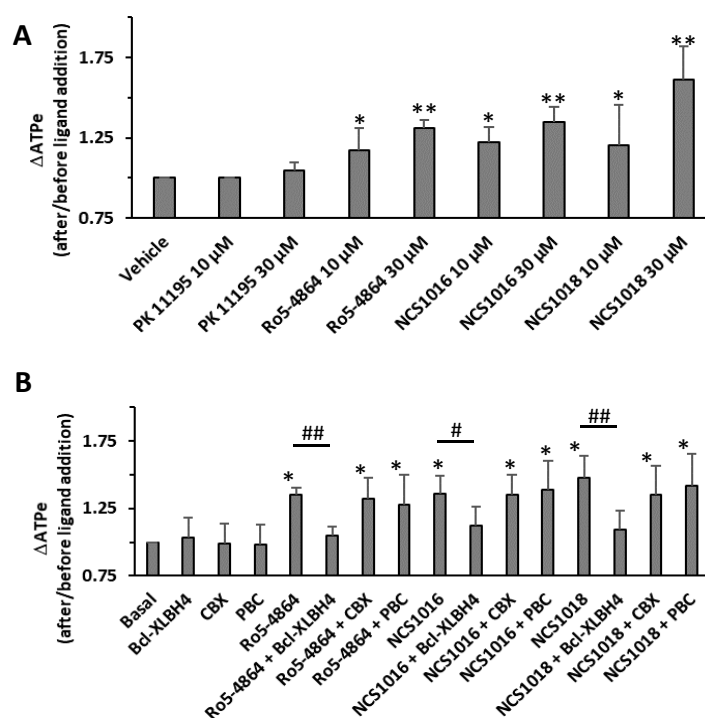 A
ΔATPe
(after/before ligand addition)
1.75
1.25
0.75
*
**
*
**
*
**
Vehicle
PK 11195 10 µM
PK 11195 30 µM
Ro5-4864 10 µM
Ro5-4864 30 µM
NCS1016 10 µM
NCS1016 30 µM
NCS1018 10 µM
NCS1018 30 µM
B
ΔATPe
(after/before ligand addition)
1.75
1.25
0.75
##
#
##
*
*
*
*
*
*
*
*
*
Basal
Bcl-XLBH4
CBX
PBC
Ro5-4864
Ro5-4864 + Bcl-XLBH4
Ro5-4864 + CBX
Ro5-4864 + PBC
NCS1016
NCS1016 + Bcl-XLBH4
NCS1016 + CBX
NCS1016 + PBC
NCS1018
NCS1018 + Bcl-XLBH4
NCS1018 + CBX
NCS1018 + PBC